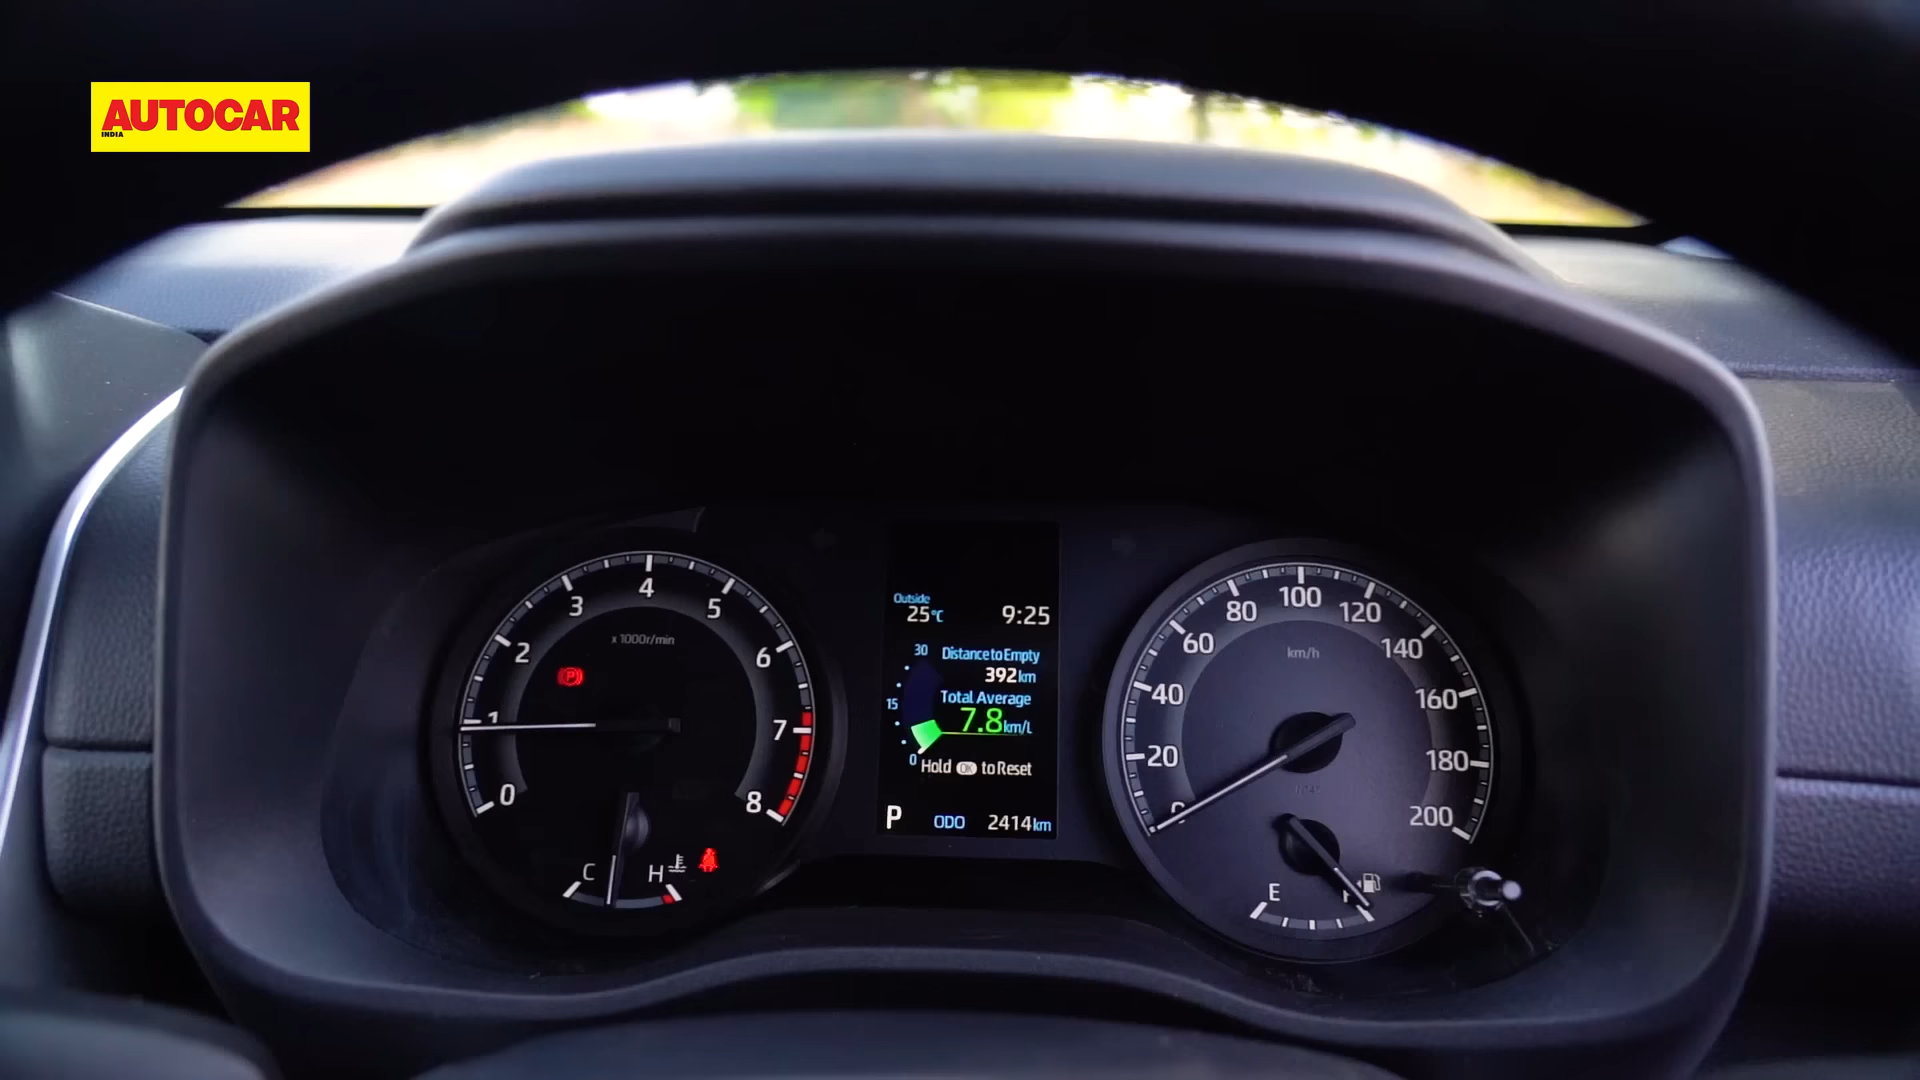 AUTOCAR
INDIA
4
3
5
2
6
x 1000r/min
P
1
7
0
8
C
H
Outside
25°C
9:25
30
Distance to Empty
392km
Total Average
15
7.8km/L
0
Hold OK to Reset
P
ODO
2414km
100
80
120
60
140
km/h
40
160
20
180
0
200
E